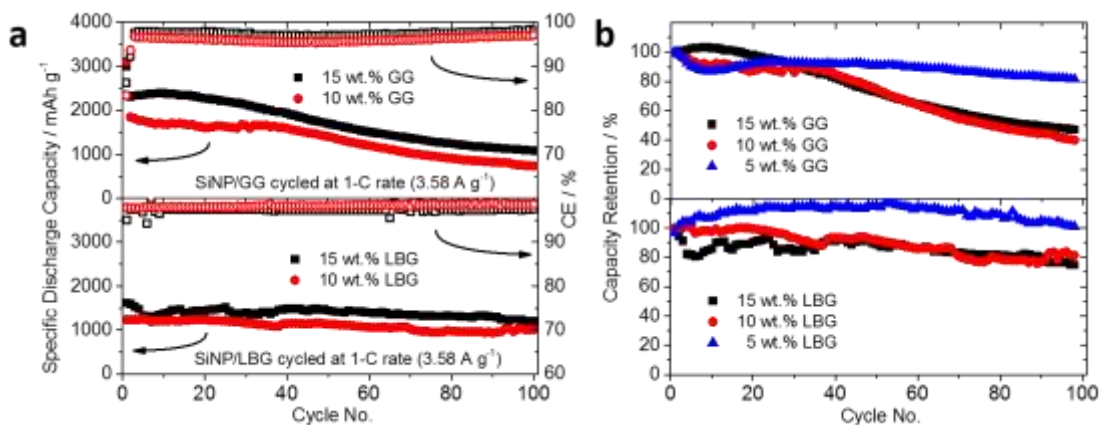 a
Specific Discharge Capacity / mAh g⁻¹
4000
3000
2000
1000
0
3000
2000
1000
0
15 wt.% GG
10 wt.% GG
SiNP/GG cycled at 1-C rate (3.58 A g⁻¹)
15 wt.% LBG
10 wt.% LBG
SiNP/LBG cycled at 1-C rate (3.58 A g⁻¹)
100
90
80
70
60
90
80
70
60
CE / %
0 20 40 60 80 100
Cycle No.
b
Capacity Retention / %
100
80
60
40
20
0
100
80
60
40
20
0
15 wt.% GG
10 wt.% GG
5 wt.% GG
15 wt.% LBG
10 wt.% LBG
5 wt.% LBG
0 20 40 60 80 100
Cycle No.